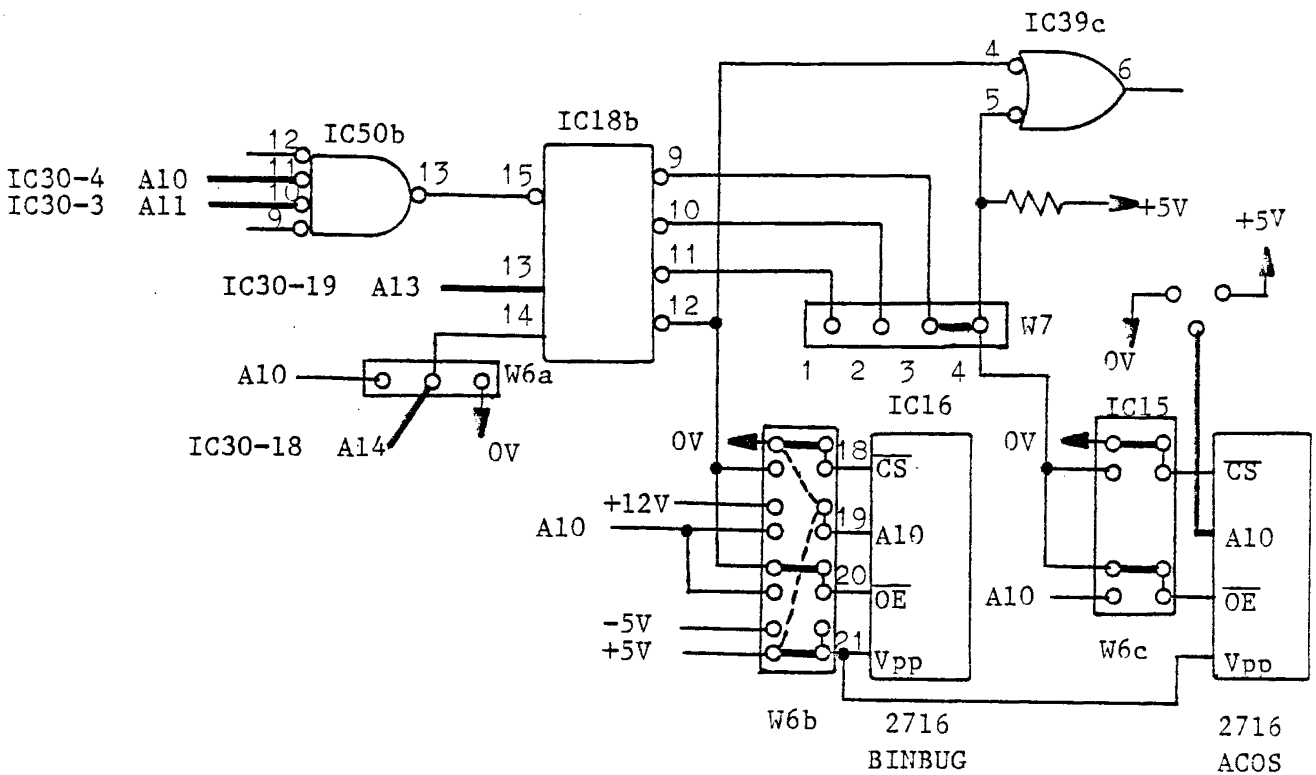 IC39c
4
6
5
IC50b
IC18b
12
11
10
9
13
15
9
10
11
12
IC30-4 A10
IC30-3 A11
+5V
+5V
13
IC30-19 A13
14
W7
0V
1 2 3 4
A10
W6a
IC30-18 A14
0V
IC16
IC15
0V
18
CS
0V
CS
+12V
A10
19
A10
A10
20
OE
A10
OE
-5V
+5V
21
Vpp
W6c
Vpp
W6b
2716
BINBUG
2716
ACOS